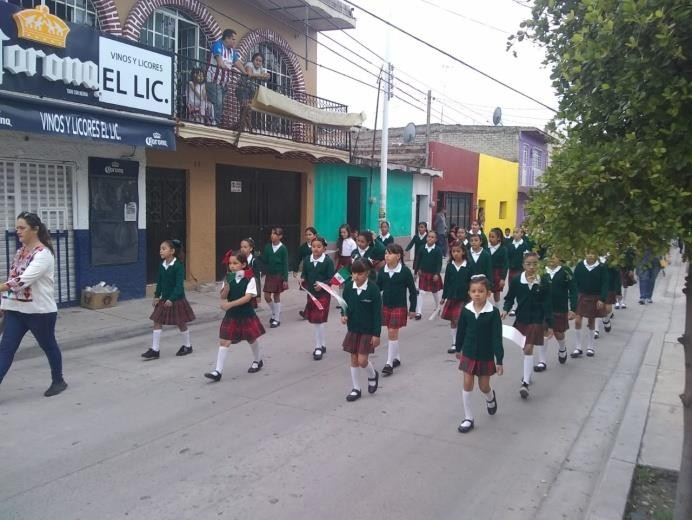 Corona
VINOS Y LICORES
EL LIC.
VINOS Y LICORES EL LIC.
Corona
Corona